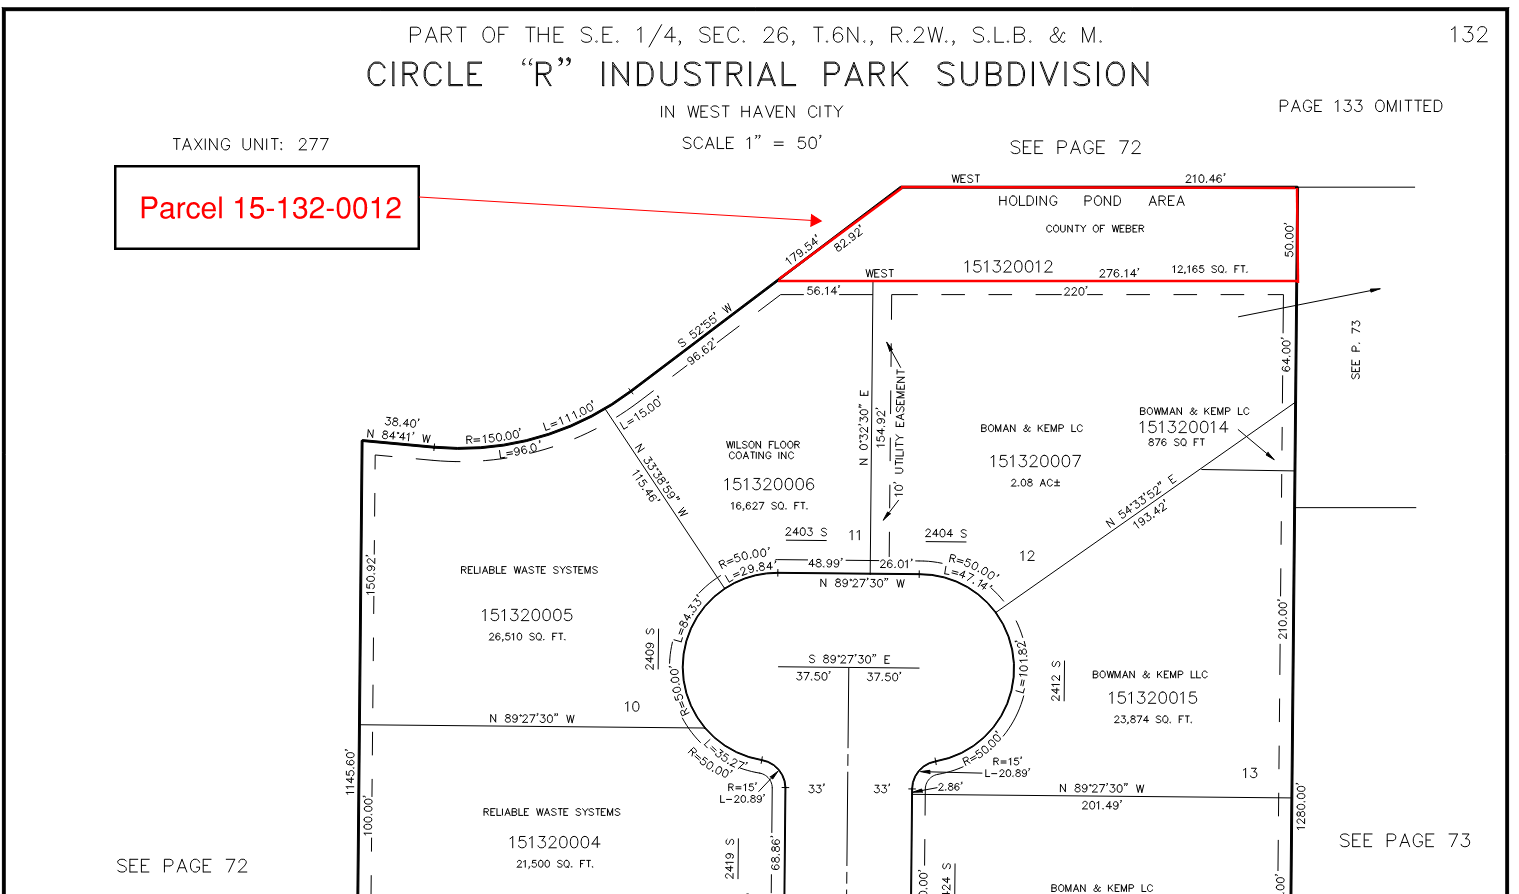 PART OF THE S.E. 1/4, SEC. 26, T.6N., R.2W., S.L.B. & M.
132
CIRCLE “R” INDUSTRIAL PARK SUBDIVISION
IN WEST HAVEN CITY
PAGE 133 OMITTED
TAXING UNIT: 277
SCALE 1” = 50’
SEE PAGE 72
Parcel 15-132-0012
WEST
210.46’
HOLDING POND AREA
COUNTY OF WEBER
50.00’
179.54’
82.92’
WEST
151320012
276.14’
12,165 SQ. FT.
56.14’
220’
S 52°55’ W
96.62’
SEE P. 73
64.00’
38.40’
N 84°41’ W
R=150.00’
L=111.00’
L=96.0’
L=15.00’
N 33°38’59” W
115.46’
WILSON FLOOR
COATING INC
151320006
16,627 SQ. FT.
N 0°32’30” E
154.92’
10’ UTILITY EASEMENT
BOMAN & KEMP LC
151320007
2.08 AC±
BOWMAN & KEMP LC
151320014
876 SQ FT
N 54°33’52” E
193.42’
2403 S
11
2404 S
12
R=50.00’
L=29.84’
48.99’
26.01’
N 89°27’30” W
R=50.00’
L=47.14’
150.92’
RELIABLE WASTE SYSTEMS
151320005
26,510 SQ. FT.
L=84.33’
2409 S
R=50.00’
S 89°27’30” E
37.50’
37.50’
L=101.82’
2412 S
210.00’
BOWMAN & KEMP LLC
151320015
23,874 SQ. FT.
10
N 89°27’30” W
L=35.27’
R=50.00’
R=50.00’
R=15’
L-20.89’
R=15’
L-20.89’
33’
33’
2.86’
13
N 89°27’30” W
201.49’
1145.60’
100.00’
1280.00’
RELIABLE WASTE SYSTEMS
151320004
21,500 SQ. FT.
2419 S
68.86’
SEE PAGE 72
SEE PAGE 73
BOMAN & KEMP LC